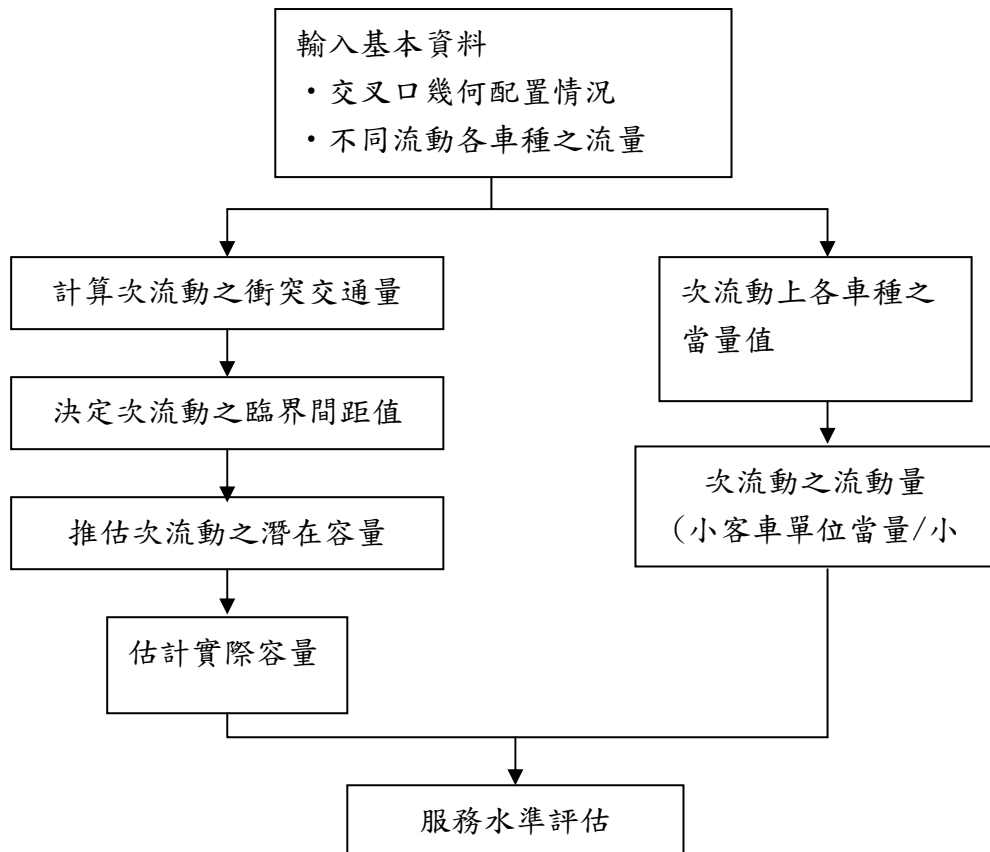 輸入基本資料
・交叉口幾何配置情況
・不同流動各車種之流量
計算次流動之衝突交通量
決定次流動之臨界間距值
推估次流動之潛在容量
估計實際容量
次流動上各車種之
當量值
次流動之流動量
(小客車單位當量/小
服務水準評估